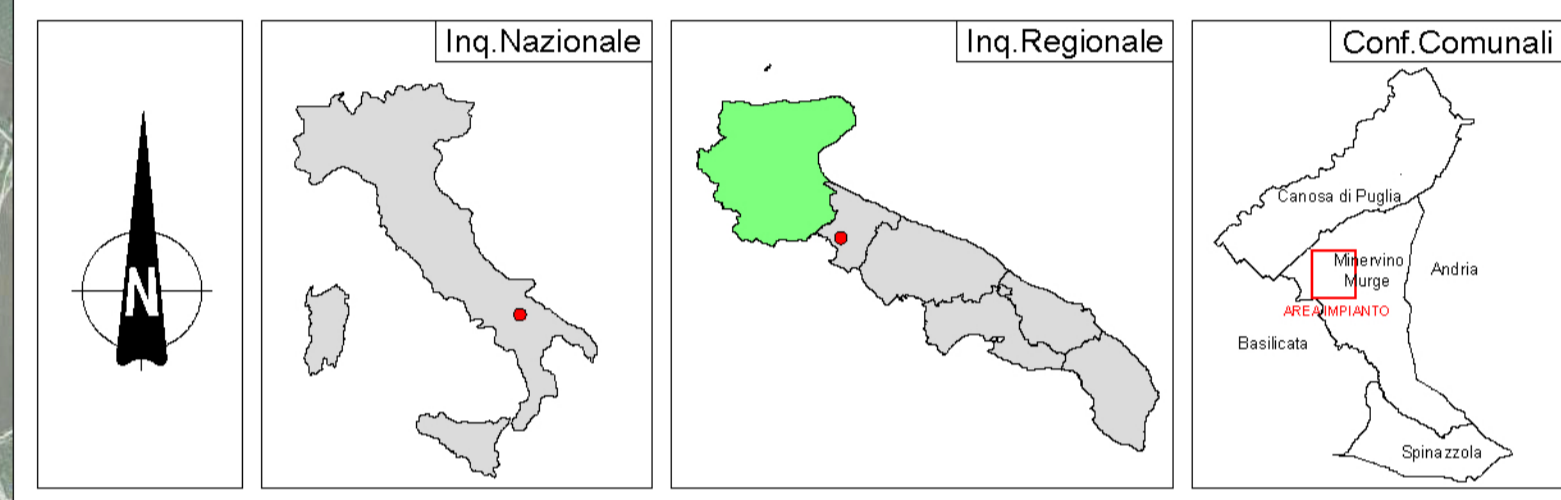 N
Inq.Nazionale
Inq.Regionale
Conf.Comunali
Canosa di Puglia
Minervino
Murge
Andria
AREA IMPIANTO
Basilicata
Spinazzola